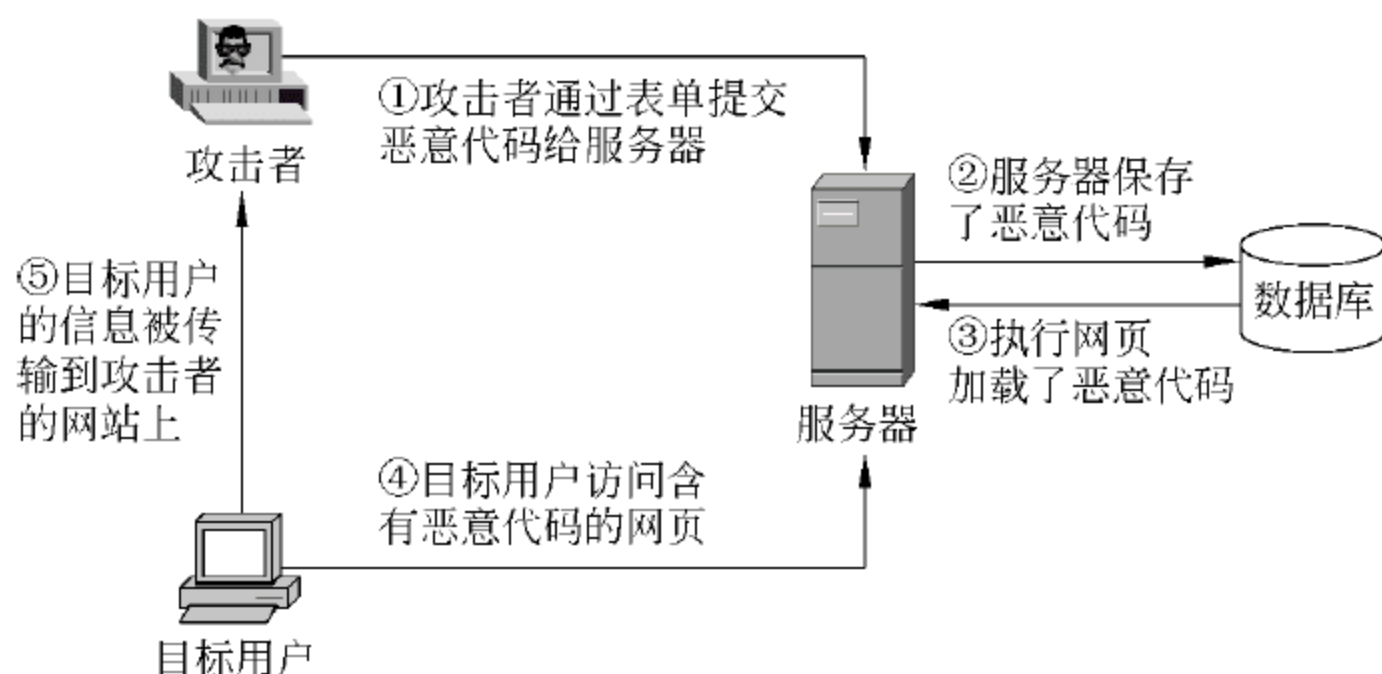 ①攻击者通过表单提交
恶意代码给服务器
攻击者
②服务器保存
了恶意代码
⑤目标用户
的信息被传
输到攻击者
的网站上
数据库
③执行网页
加载了恶意代码
服务器
④目标用户访问含
有恶意代码的网页
目标用户